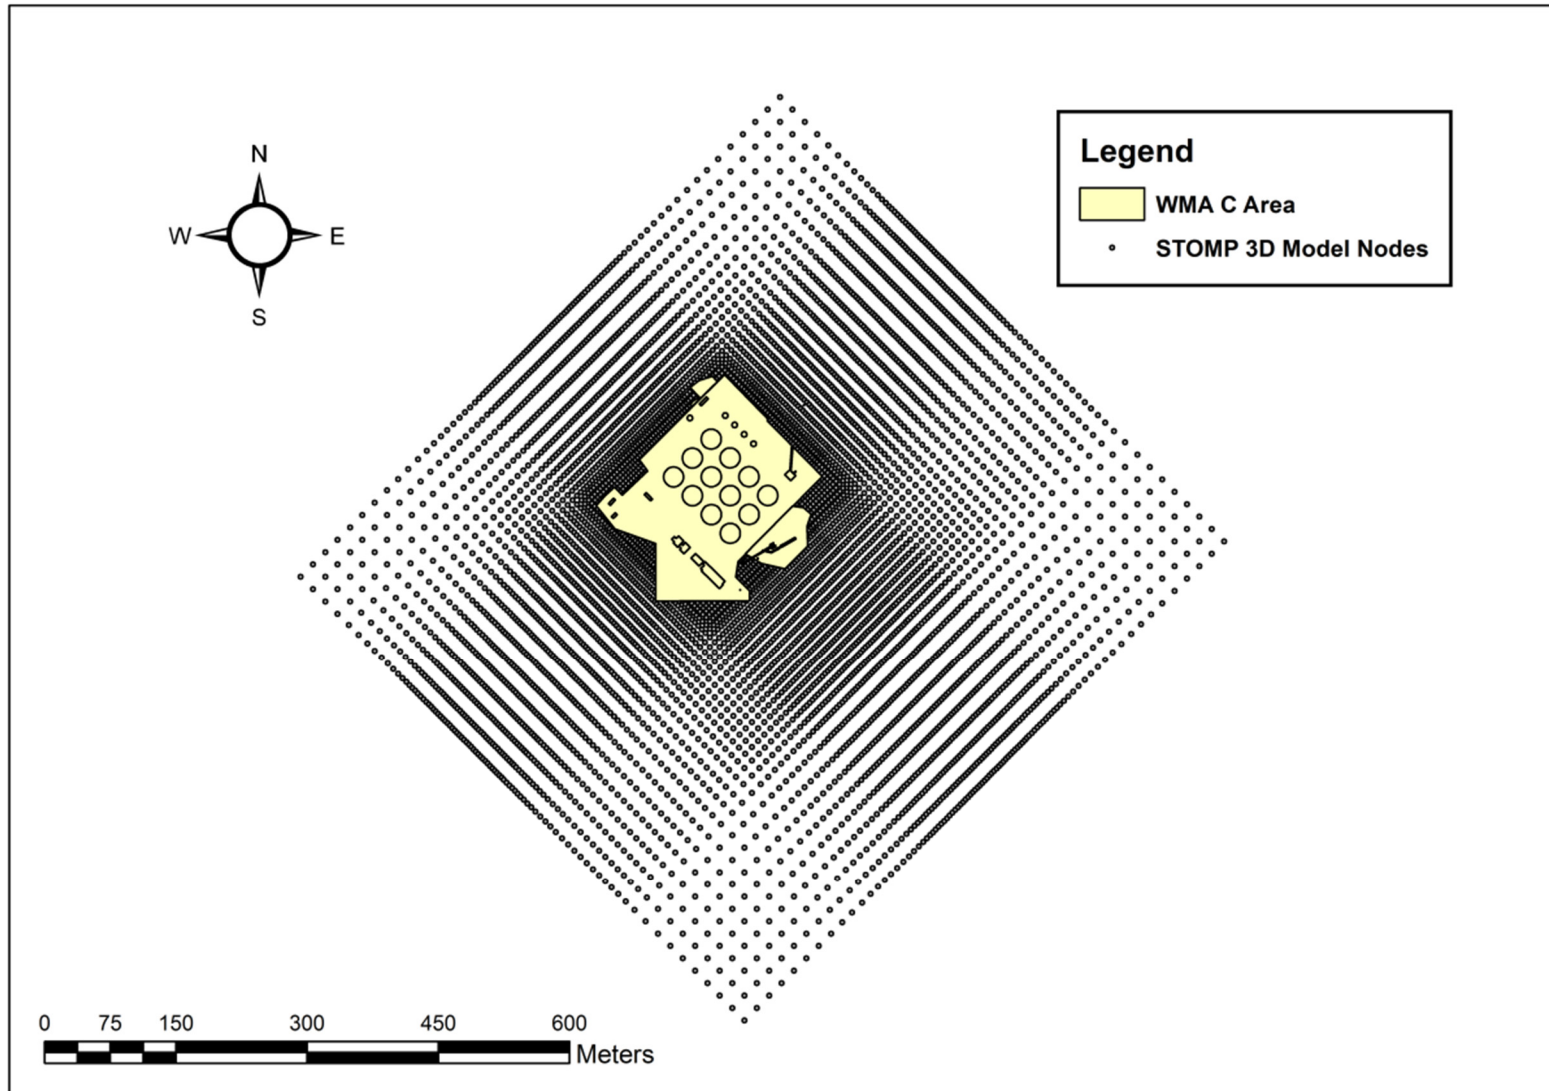 N
W E
S
Legend
WMA C Area
STOMP 3D Model Nodes
0 75 150 300 450 600
Meters